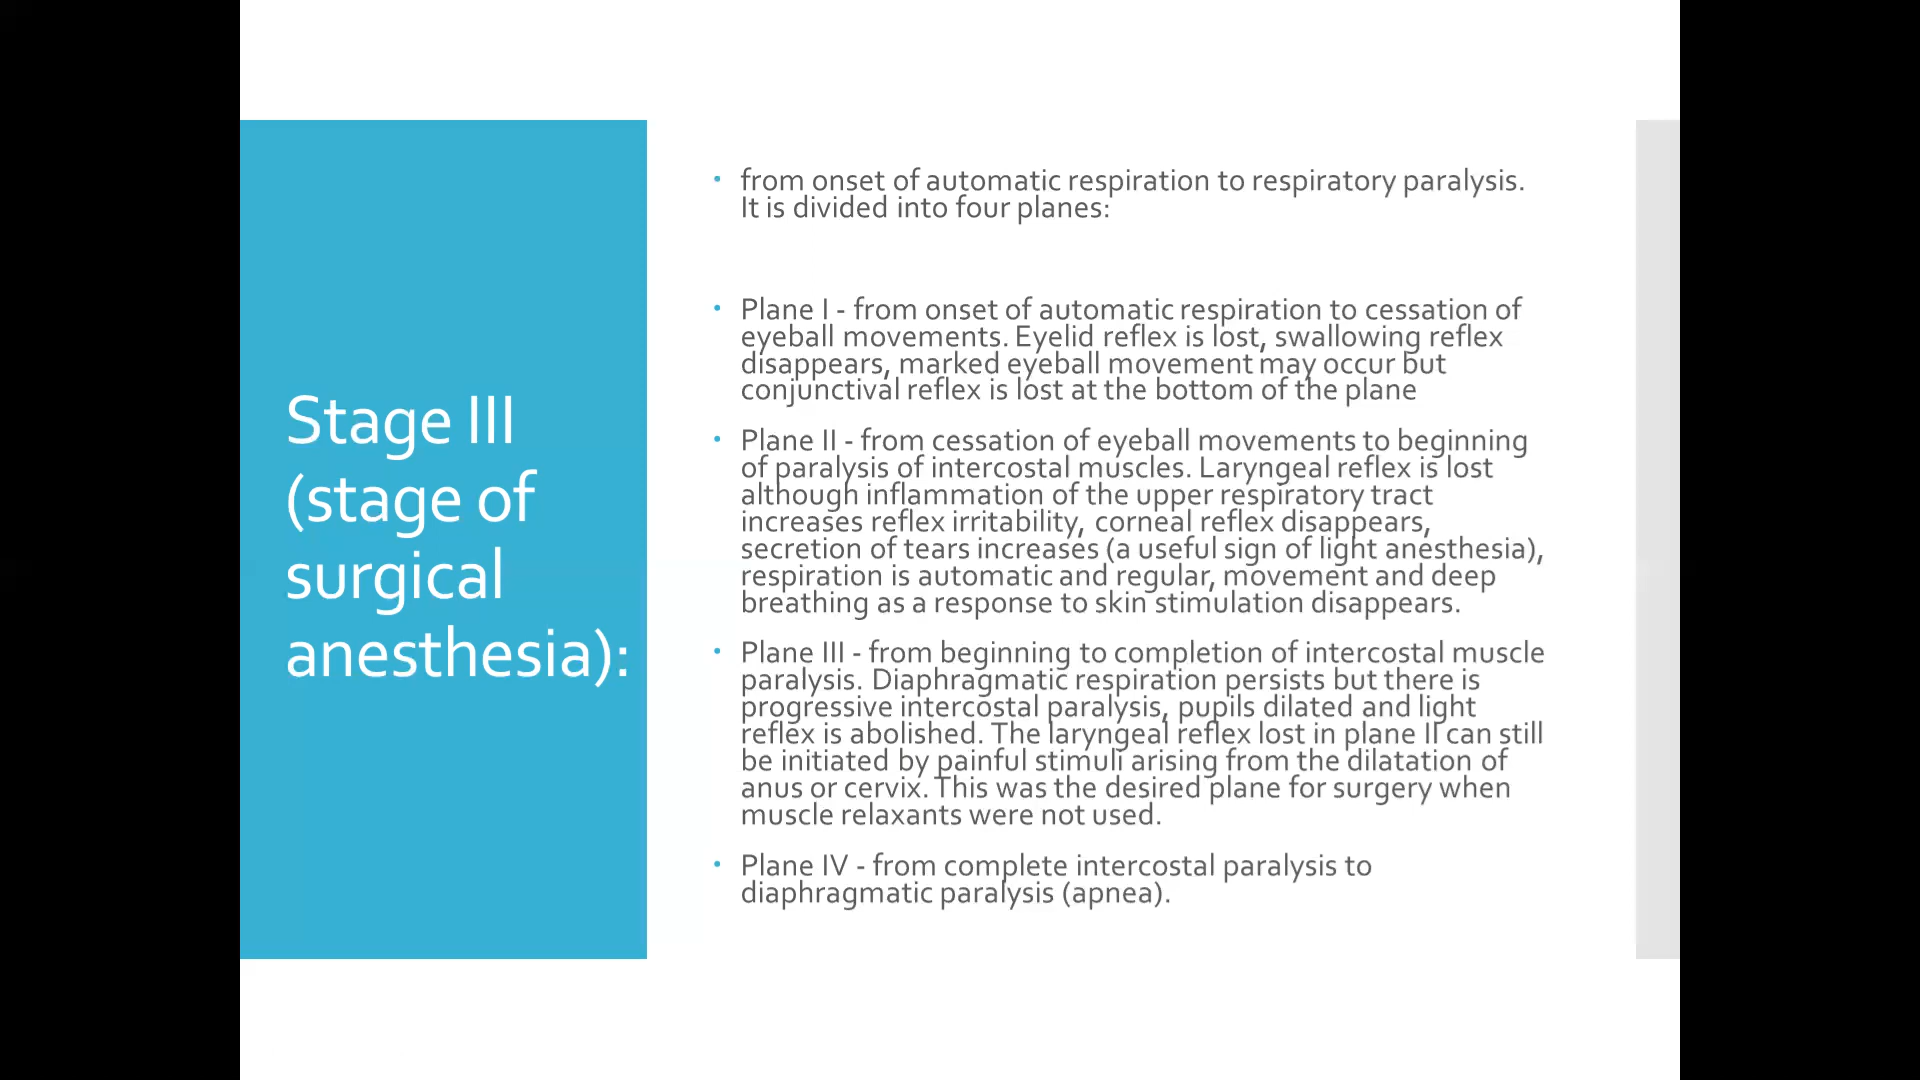 Stage III
(stage of
surgical
anesthesia):
• from onset of automatic respiration to respiratory paralysis.
It is divided into four planes:
• Plane I - from onset of automatic respiration to cessation of
eyeball movements. Eyelid reflex is lost, swallowing reflex
disappears, marked eyeball movement may occur but
conjunctival reflex is lost at the bottom of the plane
• Plane II - from cessation of eyeball movements to beginning
of paralysis of intercostal muscles. Laryngeal reflex is lost
although inflammation of the upper respiratory tract
increases reflex irritability, corneal reflex disappears,
secretion of tears increases (a useful sign of light anesthesia),
respiration is automatic and regular, movement and deep
breathing as a response to skin stimulation disappears.
• Plane III - from beginning to completion of intercostal muscle
paralysis. Diaphragmatic respiration persists but there is
progressive intercostal paralysis, pupils dilated and light
reflex is abolished. The laryngeal reflex lost in plane II can still
be initiated by painful stimuli arising from the dilatation of
anus or cervix. This was the desired plane for surgery when
muscle relaxants were not used.
• Plane IV - from complete intercostal paralysis to
diaphragmatic paralysis (apnea).